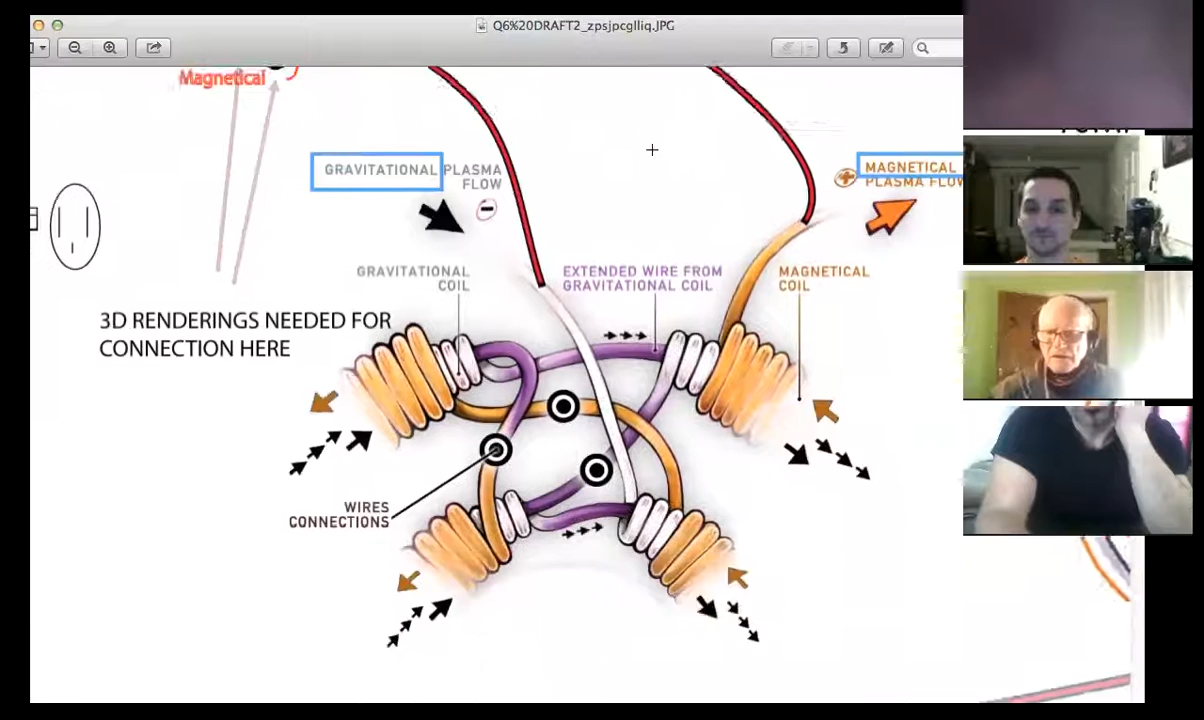 Q6%20DRAFT2_zpsjpcglliq.JPG
Magnetical
GRAVITATIONAL PLASMA
FLOW
MAGNETICAL
PLASMA FLOW
GRAVITATIONAL
COIL
EXTENDED WIRE FROM
GRAVITATIONAL COIL
MAGNETICAL
COIL
3D RENDERINGS NEEDED FOR
CONNECTION HERE
WIRES
CONNECTIONS